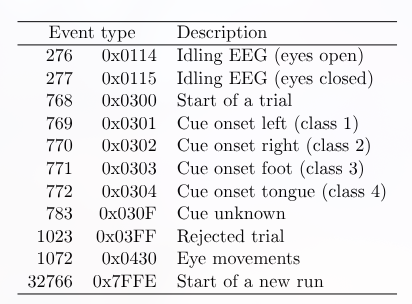 Event type Description
276 0x0114 Idling EEG (eyes open)
277 0x0115 Idling EEG (eyes closed)
768 0x0300 Start of a trial
769 0x0301 Cue onset left (class 1)
770 0x0302 Cue onset right (class 2)
771 0x0303 Cue onset foot (class 3)
772 0x0304 Cue onset tongue (class 4)
783 0x030F Cue unknown
1023 0x03FF Rejected trial
1072 0x0430 Eye movements
32766 0x7FFE Start of a new run